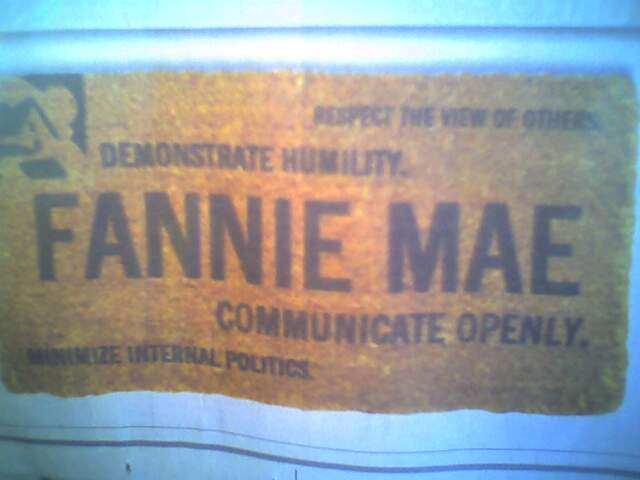 RESPECT THE VIEW OF OTHERS.
DEMONSTRATE HUMILITY.
FANNIE MAE
COMMUNICATE OPENLY.
MINIMIZE INTERNAL POLITICS.